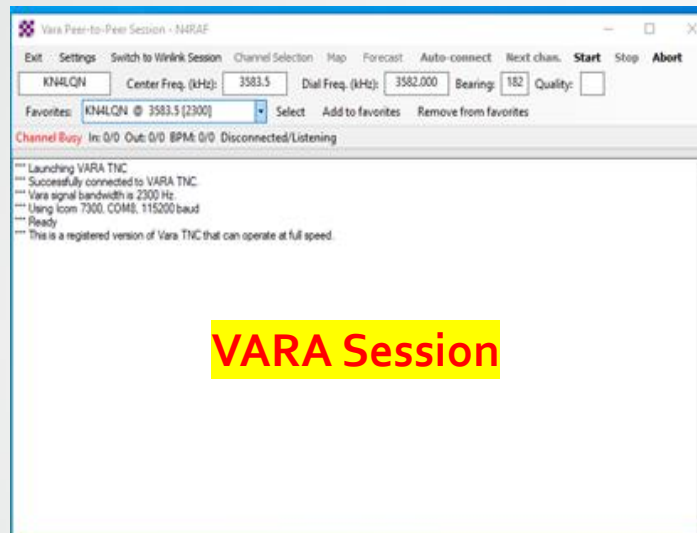 Vara Peer-to-Peer Session - N4RAF
Exit Settings Switch to Winlink Session Channel Selection Map Forecast Auto-connect Next chan. Start Stop Abort
KN4LQN Center Freq. (kHz): 3583.5 Dial Freq. (kHz): 3582.000 Bearing: 182 Quality:
Favorites: KN4LQN @ 3583.5 [2300] Select Add to favorites Remove from favorites
Channel Busy In: 0/0 Out: 0/0 BPM: 0/0 Disconnected/Listening
*** Launching VARA TNC
*** Successfully connected to VARA TNC.
*** Vara signal bandwidth is 2300 Hz.
*** Using Icom 7300, COM8, 115200 baud
*** Ready
*** This is a registered version of Vara TNC that can operate at full speed.
VARA Session